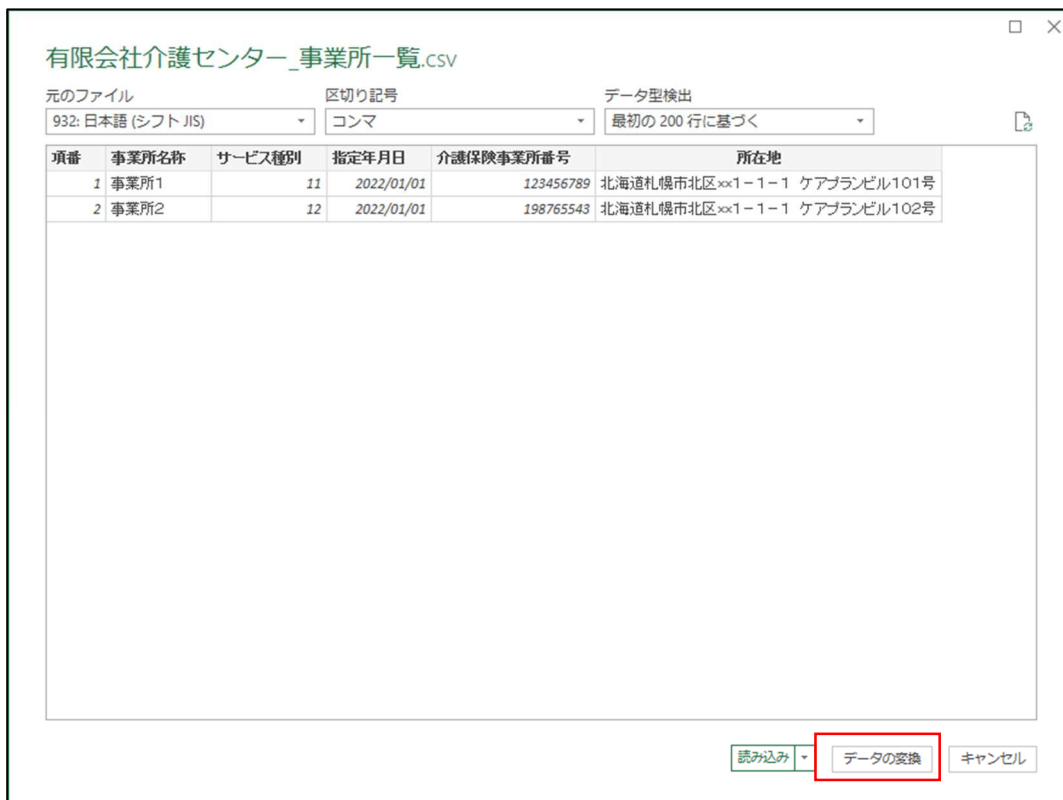 有限会社介護センター_事業所一覧.csv
元のファイル 区切り記号 データ型検出
932: 日本語 (シフト JIS) コンマ 最初の 200 行に基づく
項番 事業所名称 サービス種別 指定年月日 介護保険事業所番号 所在地
1 事業所1 11 2022/01/01 123456789 北海道札幌市北区××1-1-1 ケアプランビル101号
2 事業所2 12 2022/01/01 198765543 北海道札幌市北区××1-1-1 ケアプランビル102号
読み込み データの変換 キャンセル